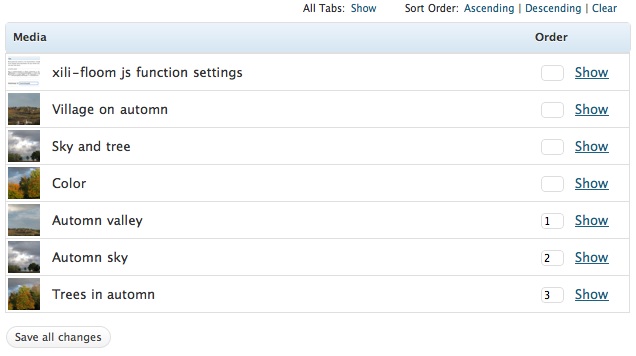 All Tabs: Show Sort Order: Ascending | Descending | Clear
Media Order
xili-floom js function settings Show
Village on automn Show
Sky and tree Show
Color Show
Automn valley 1 Show
Automn sky 2 Show
Trees in automn 3 Show
Save all changes